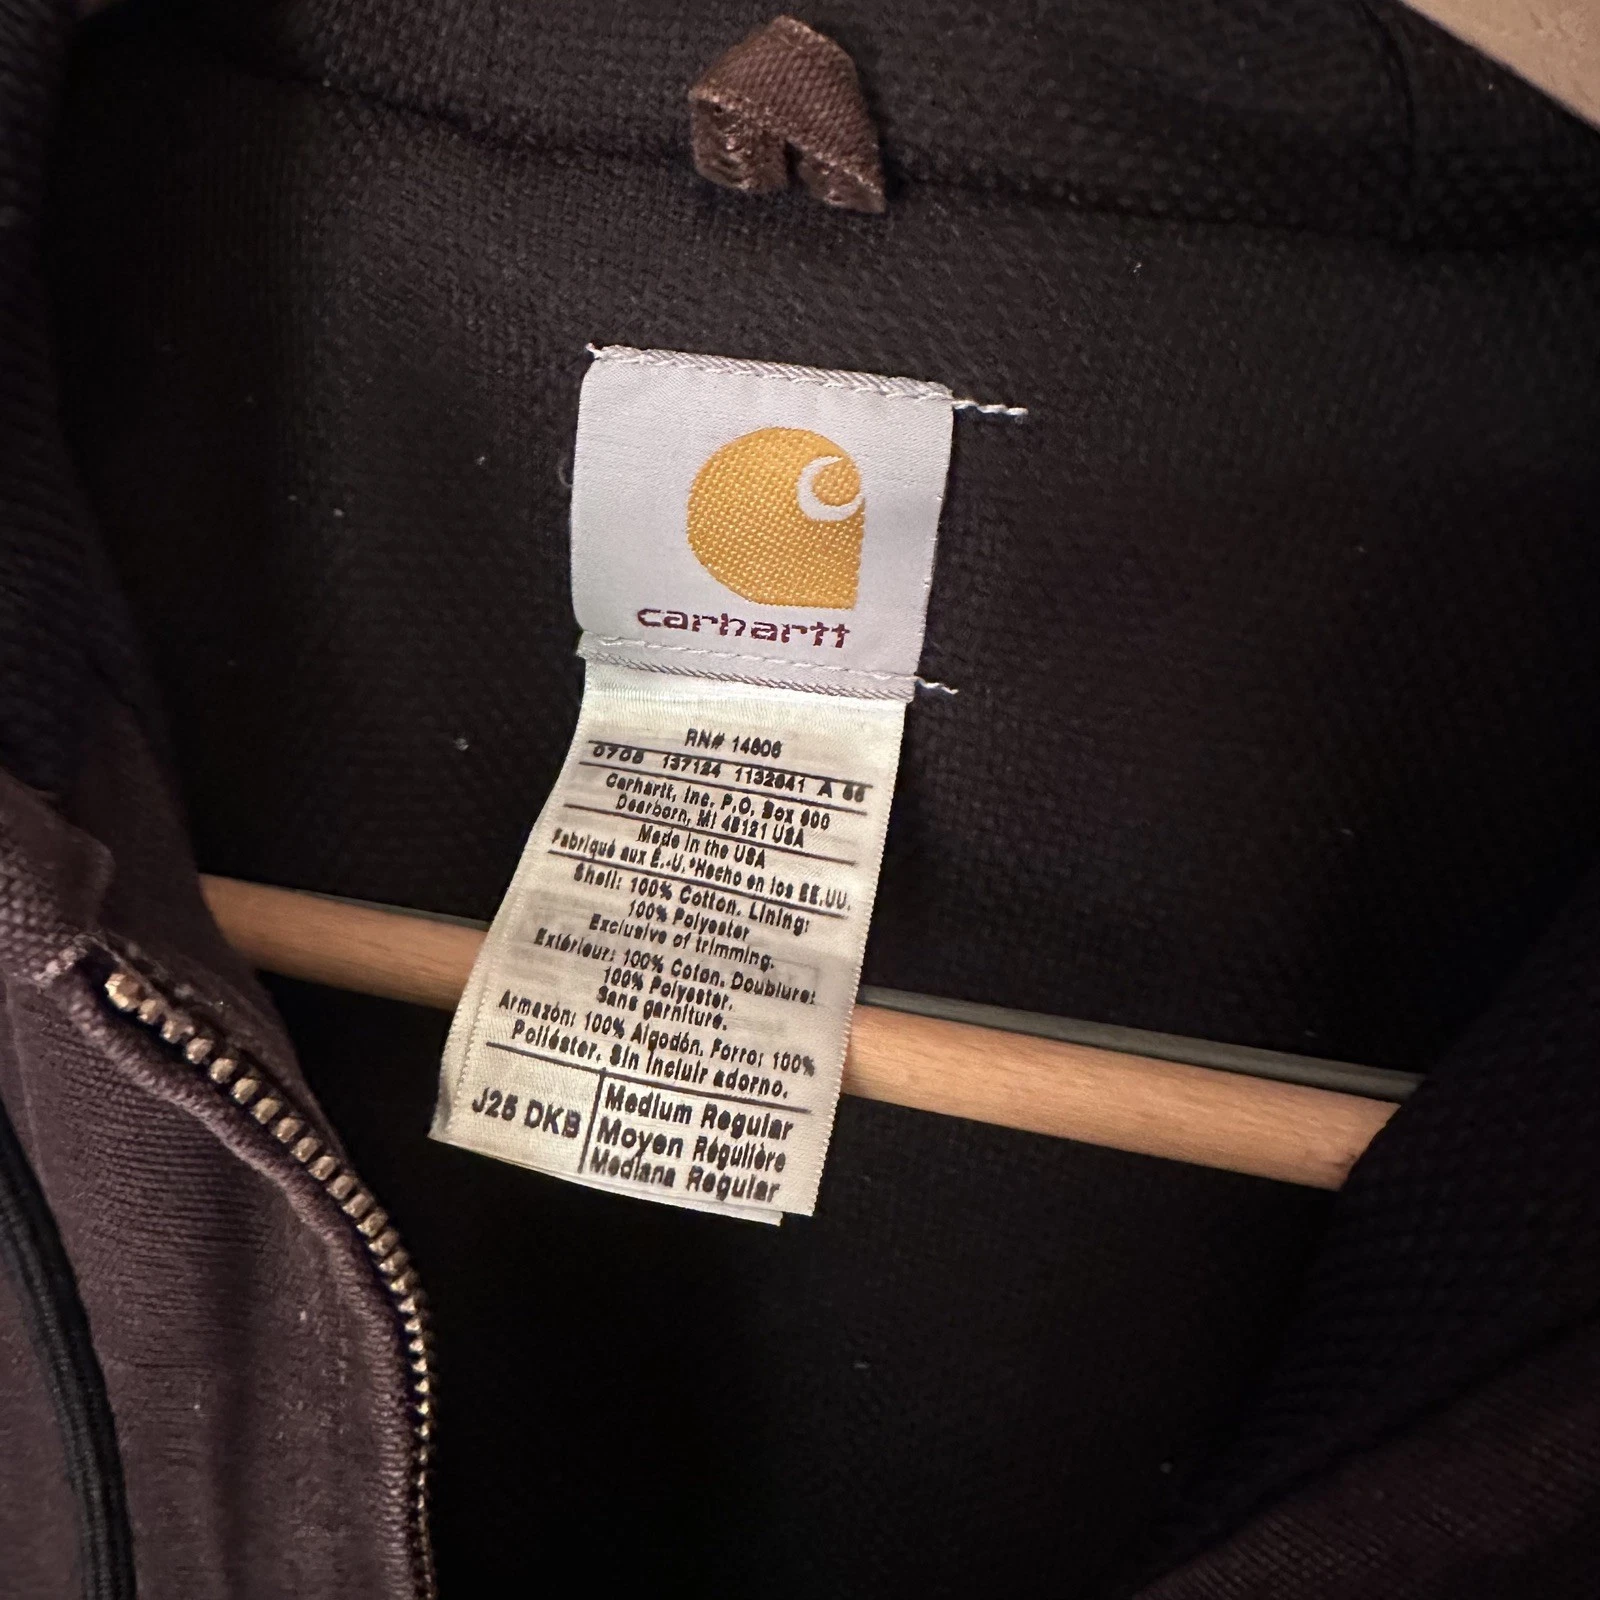 carhartt
RN# 14806
0708 137124 1132841 A 66
Carhartt, Inc. P.O. Box 600
Dearborn, MI 48121 USA
Made in the USA
Fabriqué aux É.-U.*Hecho en los EE.UU.
Shell: 100% Cotton. Lining:
100% Polyester
Exclusive of trimming.
Extérieur: 100% Coton. Doublure:
100% Polyester.
Sans garniture.
Armazón: 100% Algodón. Forro: 100%
Poliéster. Sin incluir adorno.
J25 DKB
Medium Regular
Moyen Régulière
Mediana Regular